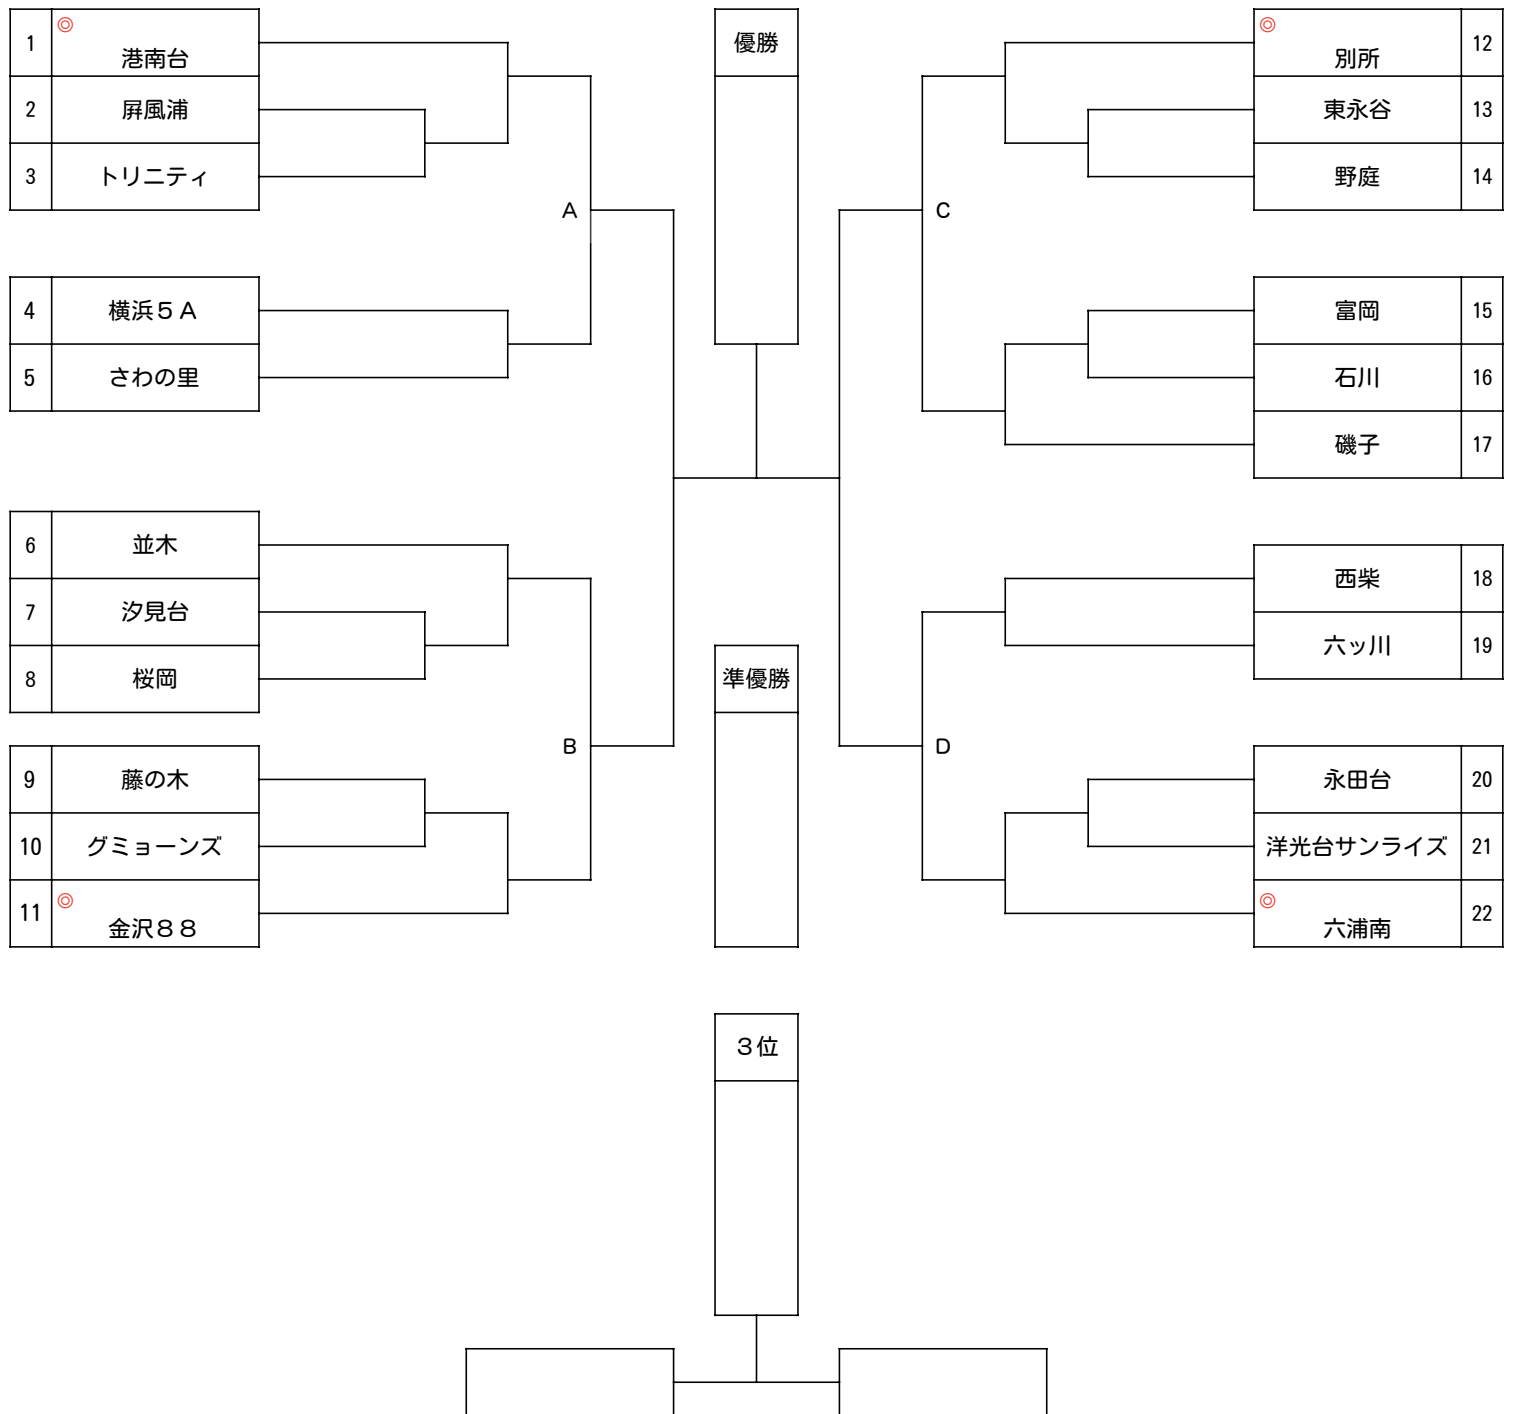 1 ◎ 港南台
2 屏風浦
3 トリニティ
A
4 横浜５Ａ
5 さわの里
6 並木
7 汐見台
8 桜岡
B
9 藤の木
10 グミョーンズ
11 ◎ 金沢８８
優勝
準優勝
３位
◎ 別所 12
東永谷 13
野庭 14
C
富岡 15
石川 16
磯子 17
西柴 18
六ッ川 19
D
永田台 20
洋光台サンライズ 21
◎ 六浦南 22